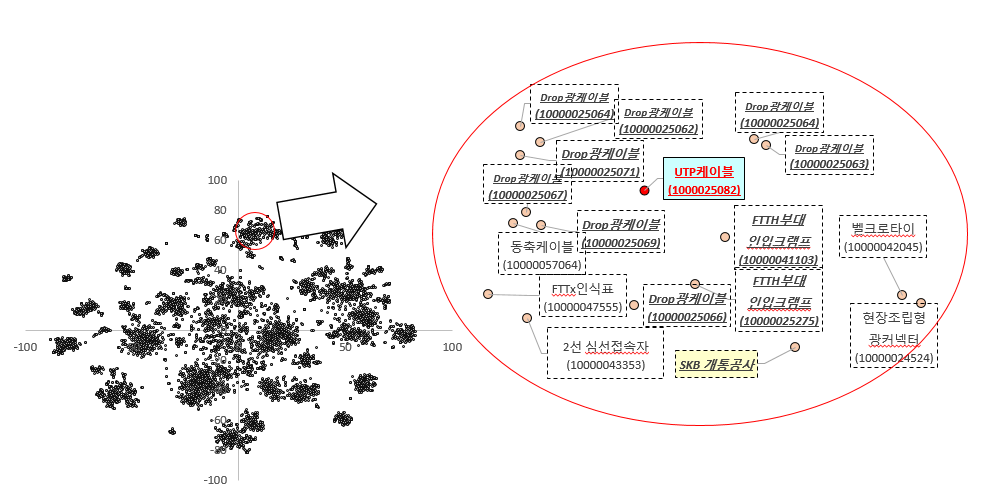 100
80
60
40
-60
-80
-100
-100
50
100
Drop광케이블
(10000025064)
Drop광케이블
(10000025062)
Drop광케이블
(10000025071)
Drop광케이블
(10000025067)
Drop광케이블
(10000025069)
동축케이블
(10000057064)
FTTx인식표
(10000047555)
2선 심선접속자
(10000043353)
Drop광케이블
(10000025064)
Drop광케이블
(10000025063)
UTP케이블
(1000025082)
FTTH부대
인입크램프
(10000041103)
FTTH부대
인입크램프
(10000025275)
Drop광케이블
(10000025066)
SKB 개통공사
벨크로타이
(10000042045)
현장조립형
광커넥터
(10000024524)